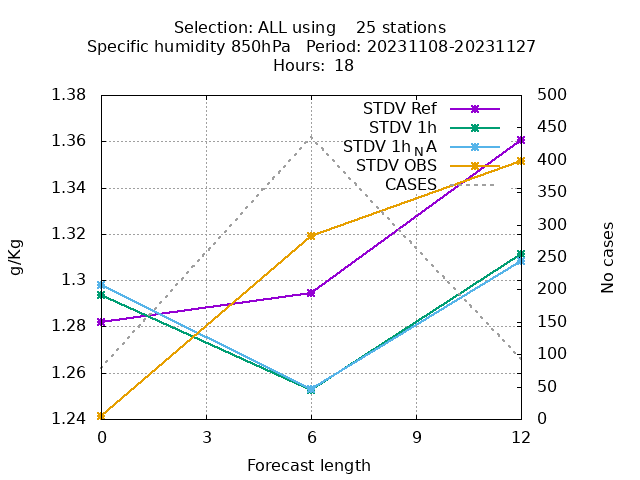 Selection: ALL using 25 stations
Specific humidity 850hPa Period: 20231108-20231127
Hours: 18
1.38
1.36
1.34
1.32
1.3
1.28
1.26
1.24
g/Kg
STDV Ref
STDV 1h
STDV 1h_NA
STDV OBS
CASES
500
450
400
350
300
250
200
150
100
50
0
No cases
0 3 6 9 12
Forecast length